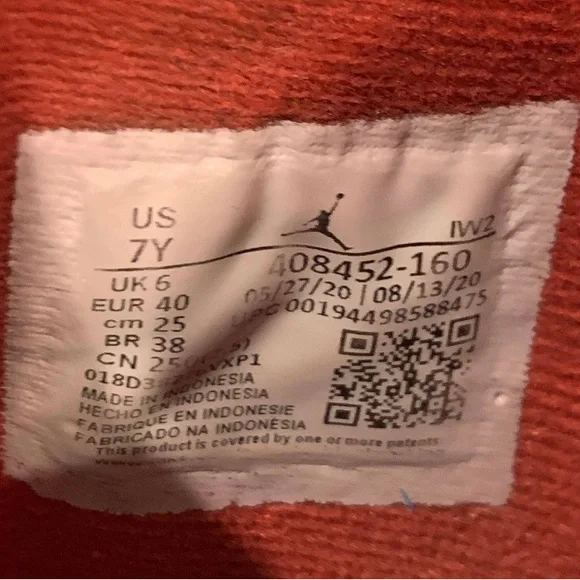 US
7Y
IW2
UK 6
EUR 40
cm 25
BR 38
CN
408452-160
05/27/20 | 08/13/20
UPC 00194498588475
MADE IN INDONESIA
HECHO EN INDONESIA
FABRIQUE EN INDONESIE
FABRICADO NA INDONÉSIA
This product is covered by one or more patents